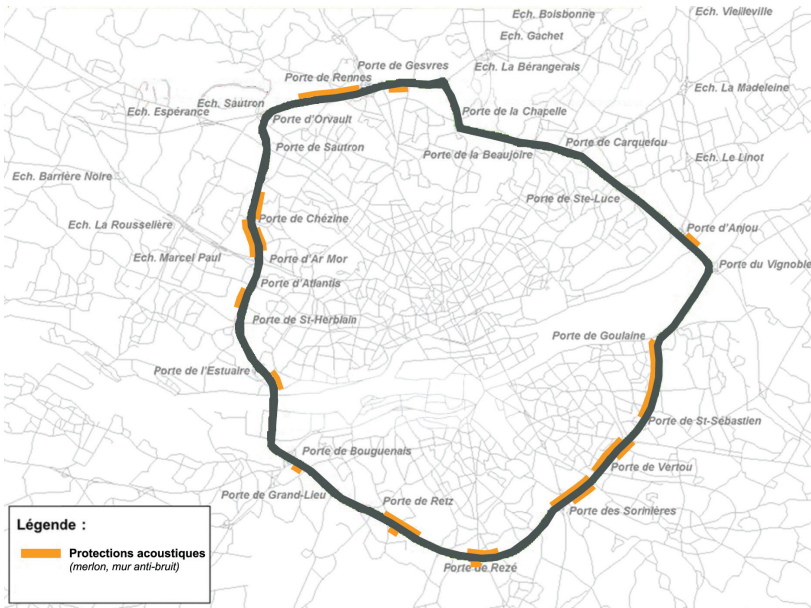 Ech. Boisbonne
Ech. Vieilleville
Ech. Gachet
Porte de Gesvres
Ech. La Bérangerais
Porte de Rennes
Ech. La Madeleine
Ech. Sautron
Ech. Espérance
Porte de la Chapelle
Porte d'Orvault
Porte de Carquefou
Porte de Sautron
Porte de la Beaujoire
Ech. Le Linot
Ech. Barrière Noire
Porte de Ste-Luce
Porte de Chézine
Ech. La Rousselière
Porte d'Anjou
Ech. Marcel Paul
Porte d'Ar Mor
Porte du Vignoble
Porte d'Atlantis
Porte de St-Herblain
Porte de Goulaine
Porte de l'Estuaire
Porte de St-Sébastien
Porte de Bouguenais
Porte de Vertou
Porte de Grand-Lieu
Porte de Retz
Porte des Sorinières
Porte de Rezé
Légende :
Protections acoustiques
(merlon, mur anti-bruit)